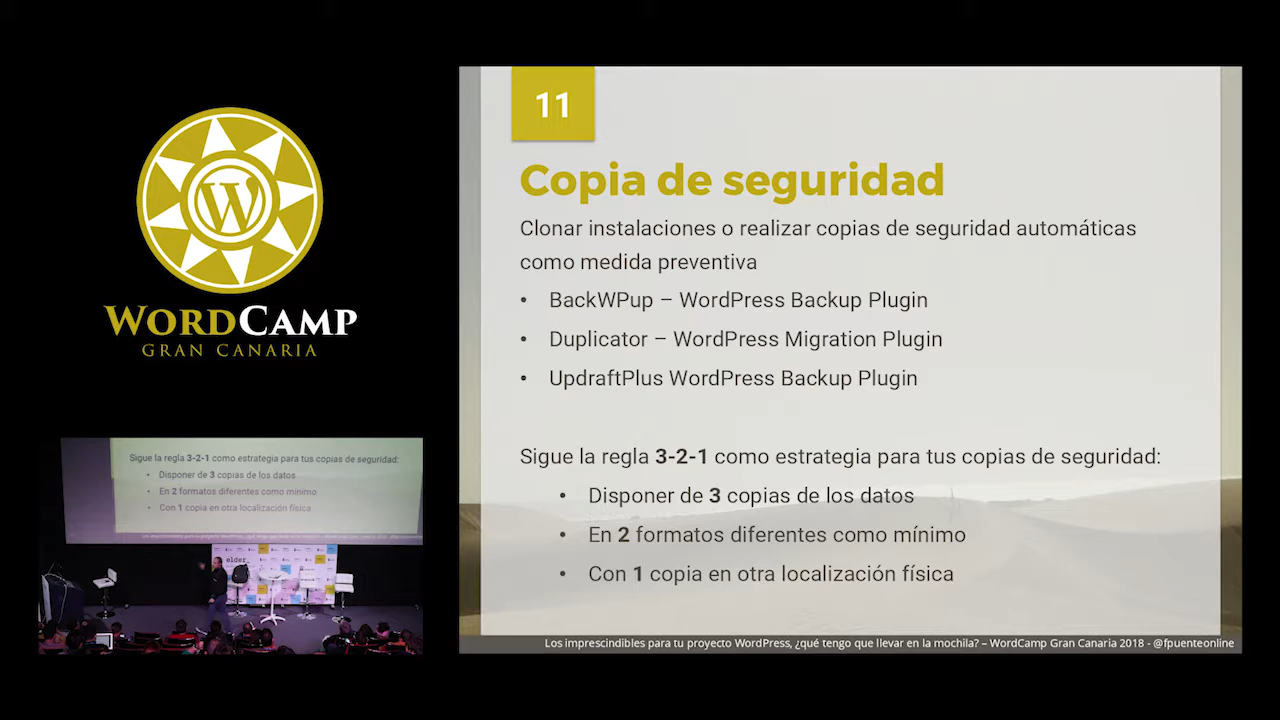 WORDCAMP
GRAN CANARIA
11
Copia de seguridad
Clonar instalaciones o realizar copias de seguridad automáticas
como medida preventiva
• BackWPup – WordPress Backup Plugin
• Duplicator – WordPress Migration Plugin
• UpdraftPlus WordPress Backup Plugin
Sigue la regla 3-2-1 como estrategia para tus copias de seguridad:
• Disponer de 3 copias de los datos
• En 2 formatos diferentes como mínimo
• Con 1 copia en otra localización física
Los imprescindibles para tu proyecto WordPress, ¿qué tengo que llevar en la mochila? – WordCamp Gran Canaria 2018 - @fpuenteonline
Sigue la regla 3-2-1 como estrategia para tus copias de seguridad:
• Disponer de 3 copias de los datos
• En 2 formatos diferentes como mínimo
• Con 1 copia en otra localización física
elder